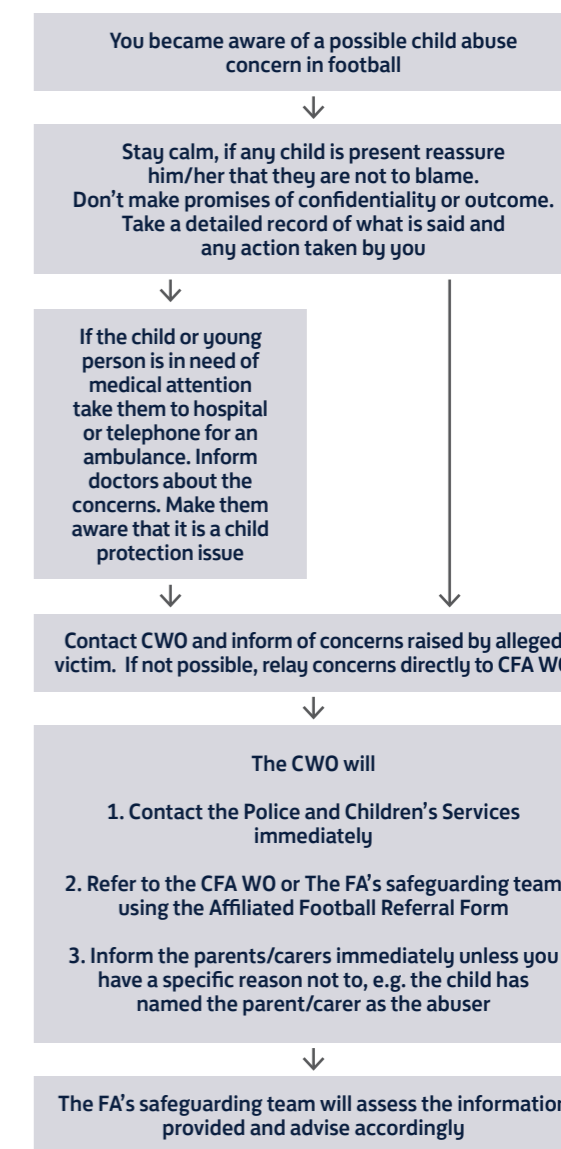 You became aware of a possible child abuse
concern in football
Stay calm, if any child is present reassure
him/her that they are not to blame.
Don't make promises of confidentiality or outcome.
Take a detailed record of what is said and
any action taken by you
If the child or young
person is in need of
medical attention
take them to hospital
or telephone for an
ambulance. Inform
doctors about the
concerns. Make them
aware that it is a child
protection issue
Contact CWO and inform of concerns raised by alleged
victim. If not possible, relay concerns directly to CFA WO
The CWO will
1. Contact the Police and Children's Services
immediately
2. Refer to the CFA WO or The FA's safeguarding team
using the Affiliated Football Referral Form
3. Inform the parents/carers immediately unless you
have a specific reason not to, e.g. the child has
named the parent/carer as the abuser
The FA's safeguarding team will assess the information
provided and advise accordingly